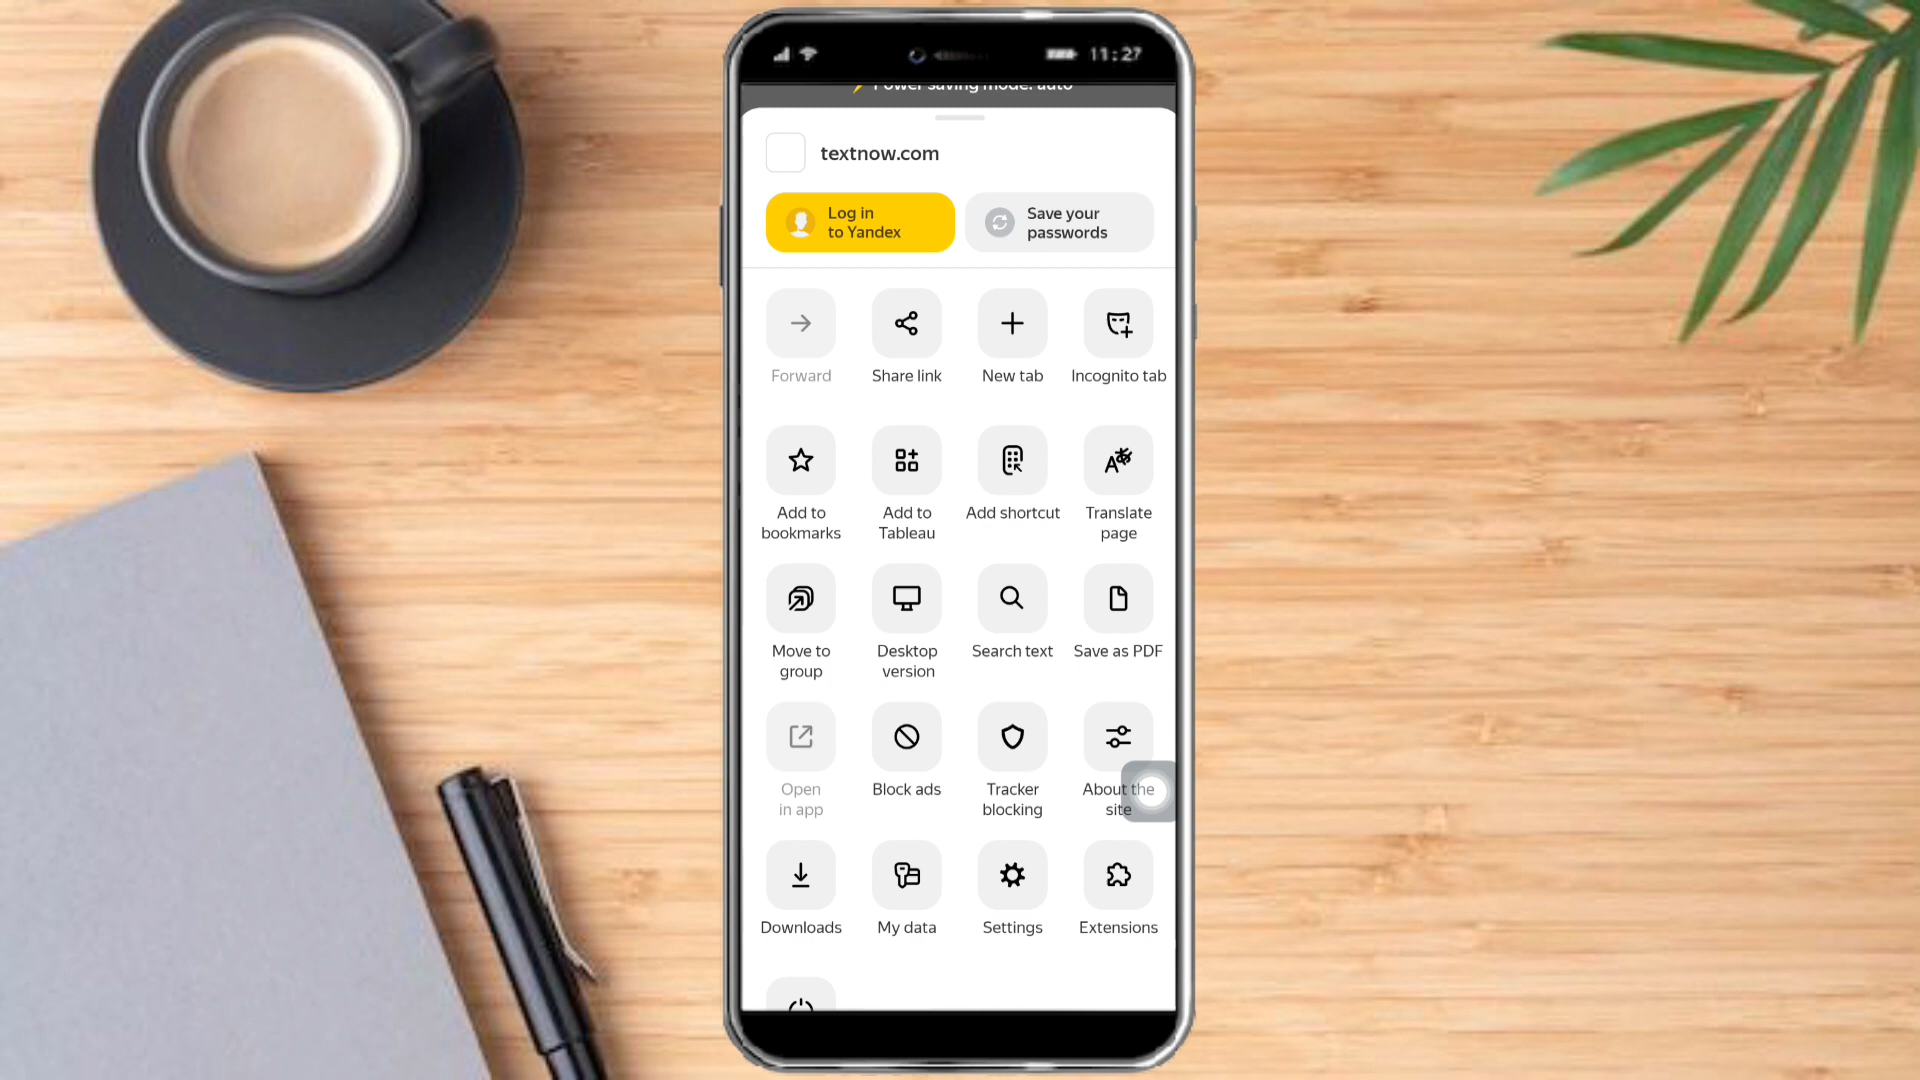 11:27
Power saving mode: auto
textnow.com
Log in
to Yandex
Save your
passwords
Forward
Share link
New tab
Incognito tab
Add to
bookmarks
Add to
Tableau
Add shortcut
Translate
page
Move to
group
Desktop
version
Search text
Save as PDF
Open
in app
Block ads
Tracker
blocking
About the
site
Downloads
My data
Settings
Extensions